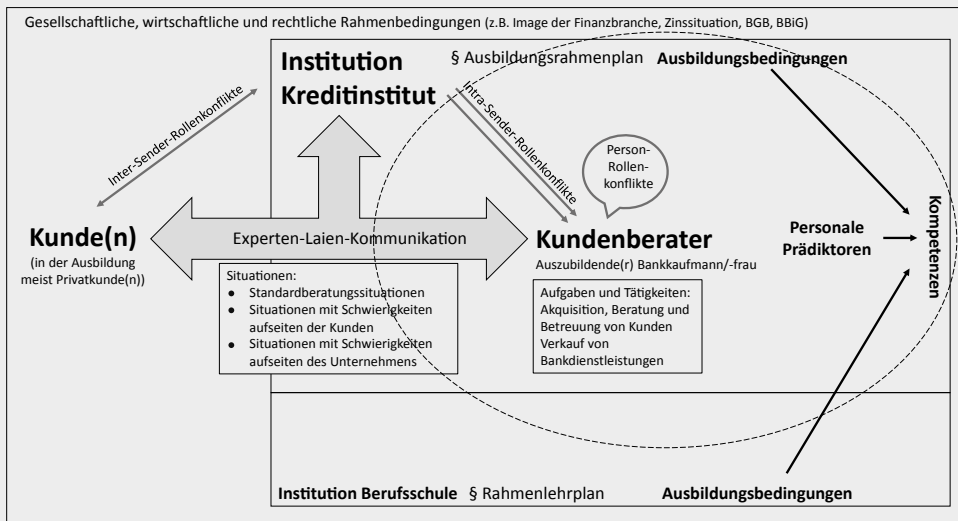 Gesellschaftliche, wirtschaftliche und rechtliche Rahmenbedingungen (z.B. Image der Finanzbranche, Zinssituation, BGB, BBiG)
Institution
Kreditinstitut
§ Ausbildungsrahmenplan
Ausbildungsbedingungen
Inter-Sender-Rollenkonflikte
Intra-Sender-Rollenkonflikte
Person-
Rollen-
konflikte
Kunde(n)
(in der Ausbildung
meist Privatkunde(n))
Experten-Laien-Kommunikation
Kundenberater
Auszubildende(r) Bankkaufmann/-frau
Personale
Prädiktoren
Kompetenzen
Situationen:
● Standardberatungssituationen
● Situationen mit Schwierigkeiten
aufseiten der Kunden
● Situationen mit Schwierigkeiten
aufseiten des Unternehmens
Aufgaben und Tätigkeiten:
Akquisition, Beratung und
Betreuung von Kunden
Verkauf von
Bankdienstleistungen
Institution Berufsschule § Rahmenlehrplan
Ausbildungsbedingungen